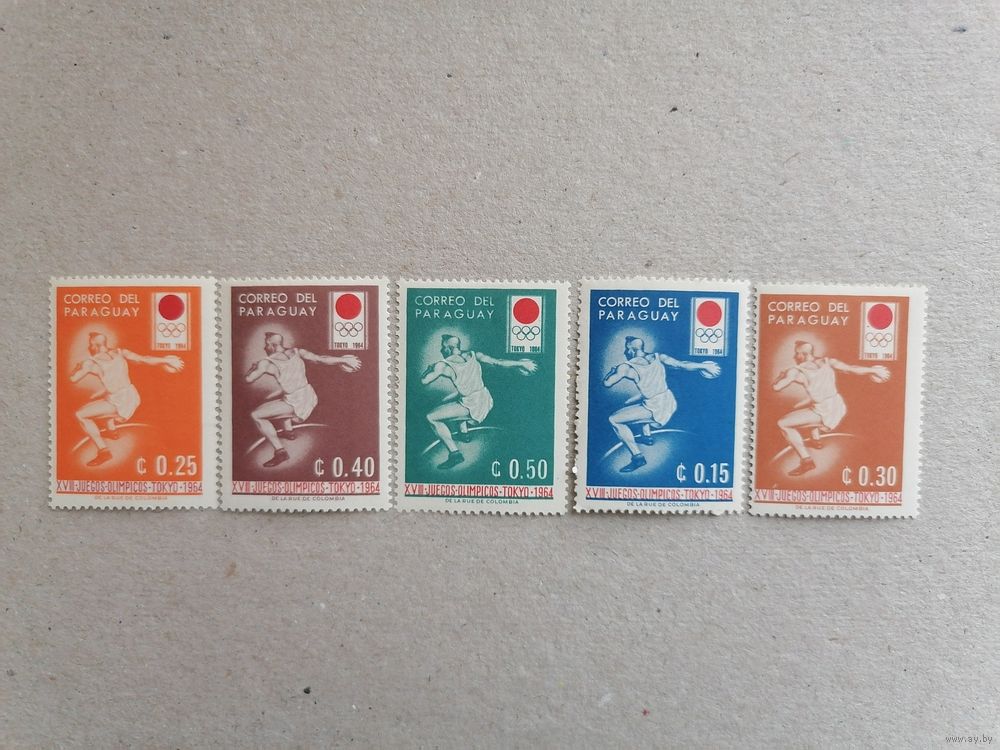 CORREO DEL
PARAGUAY
TOKYO 1964
₡ 0.25
XVIII-JUEGOS-OLIMPICOS-TOKYO-1964
DE LA RUE DE COLOMBIA
CORREO DEL
PARAGUAY
TOKYO 1964
₡ 0.40
XVIII-JUEGOS-OLIMPICOS-TOKYO-1964
DE LA RUE DE COLOMBIA
CORREO DEL
PARAGUAY
TOKYO 1964
₡ 0.50
XVIII-JUEGOS-OLIMPICOS-TOKYO-1964
DE LA RUE DE COLOMBIA
CORREO DEL
PARAGUAY
TOKYO 1964
₡ 0.15
XVIII-JUEGOS-OLIMPICOS-TOKYO-1964
DE LA RUE DE COLOMBIA
CORREO DEL
PARAGUAY
TOKYO 1964
₡ 0.30
XVIII-JUEGOS-OLIMPICOS-TOKYO-1964
DE LA RUE DE COLOMBIA
www.ay.by